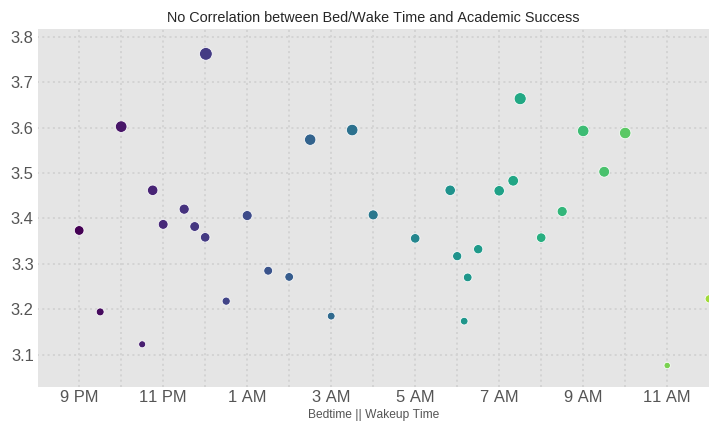 No Correlation between Bed/Wake Time and Academic Success
3.8
3.7
3.6
3.5
3.4
3.3
3.2
3.1
9 PM 11 PM 1 AM 3 AM 5 AM 7 AM 9 AM 11 AM
Bedtime || Wakeup Time